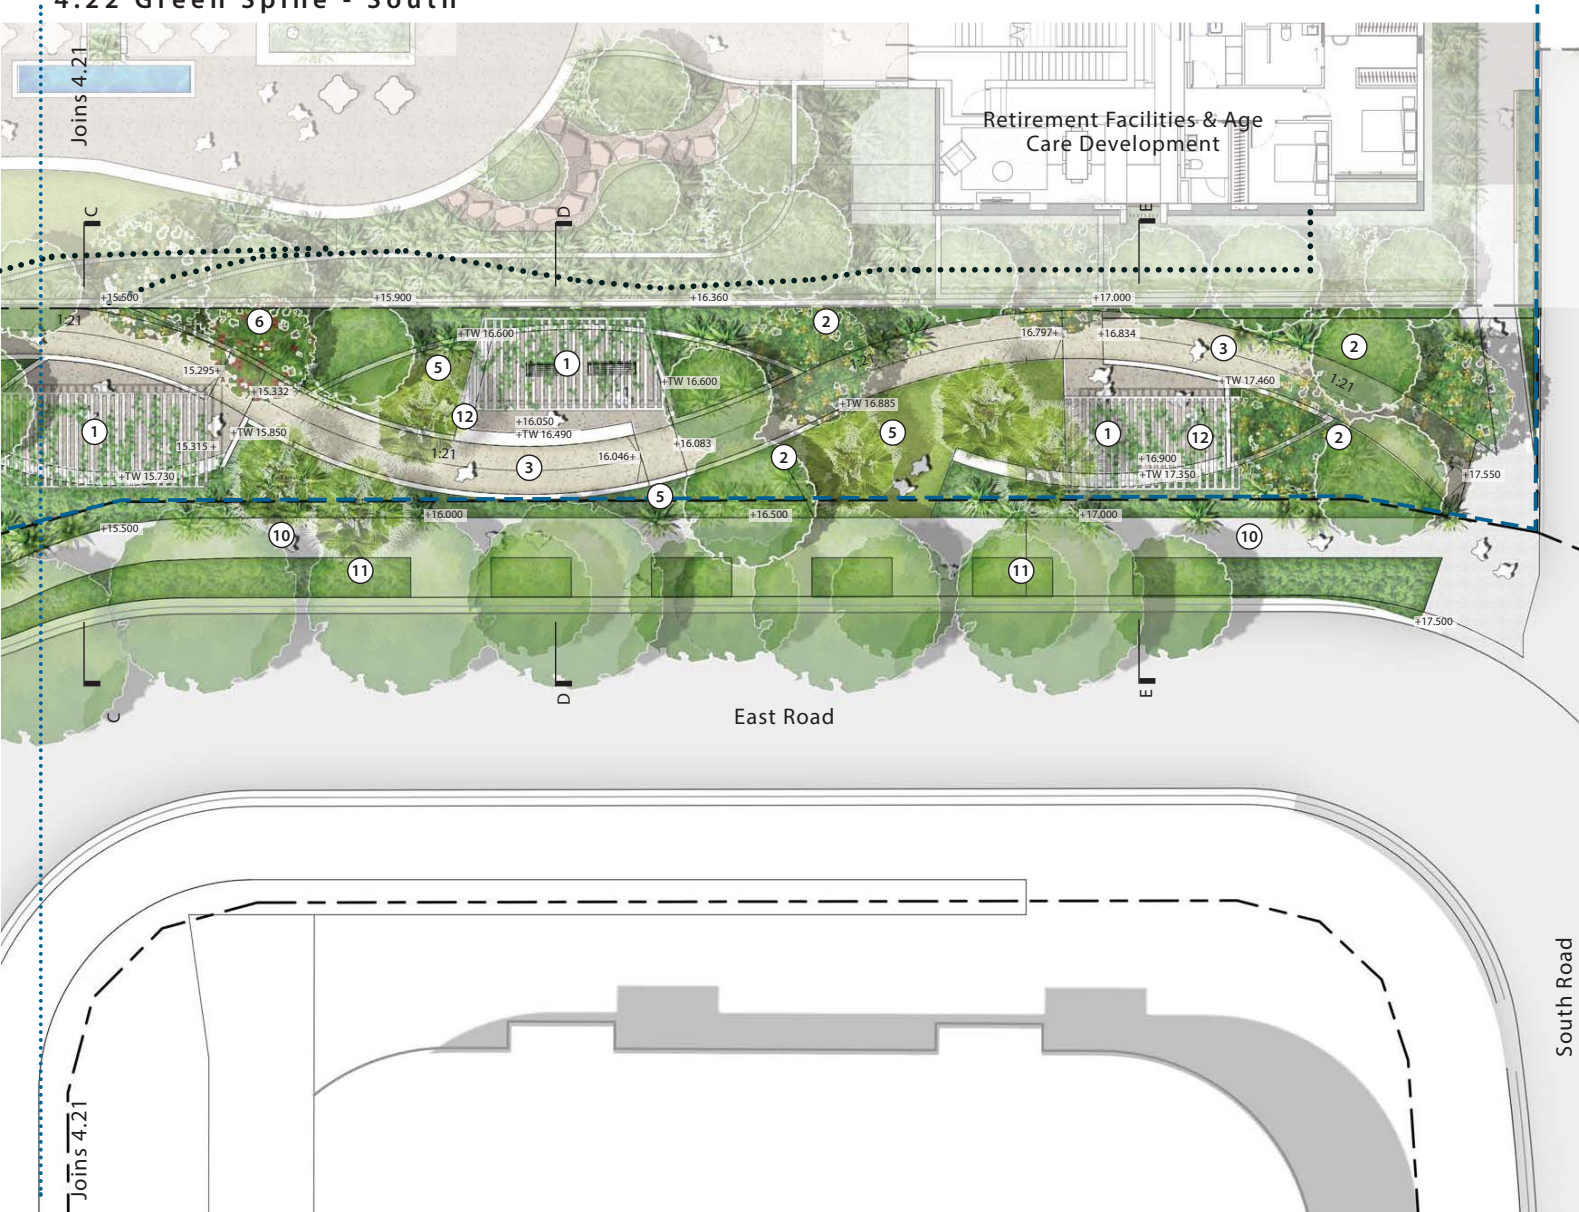 4.22 Green Spine - South
Joins 4.21
Retirement Facilities & Age
Care Development
C
D
E
+15.500
+15.900
+16.360
+17.000
1:21
6
2
+TW 16.600
16.797+
+16.834
3
2
15.295+
+15.332
5
1
+TW 16.600
1:21
+TW 17.460
1:21
+TW 16.885
12
+16.050
+TW 16.490
1
15.315 +
+TW 15.850
1:21
3
16.046+
+16.083
5
2
1
12
2
+16.900
+TW 17.350
+TW 15.730
+17.550
5
+15.500
+16.000
+16.500
+17.000
10
10
11
11
+17.500
C
D
E
East Road
South Road
Joins 4.21